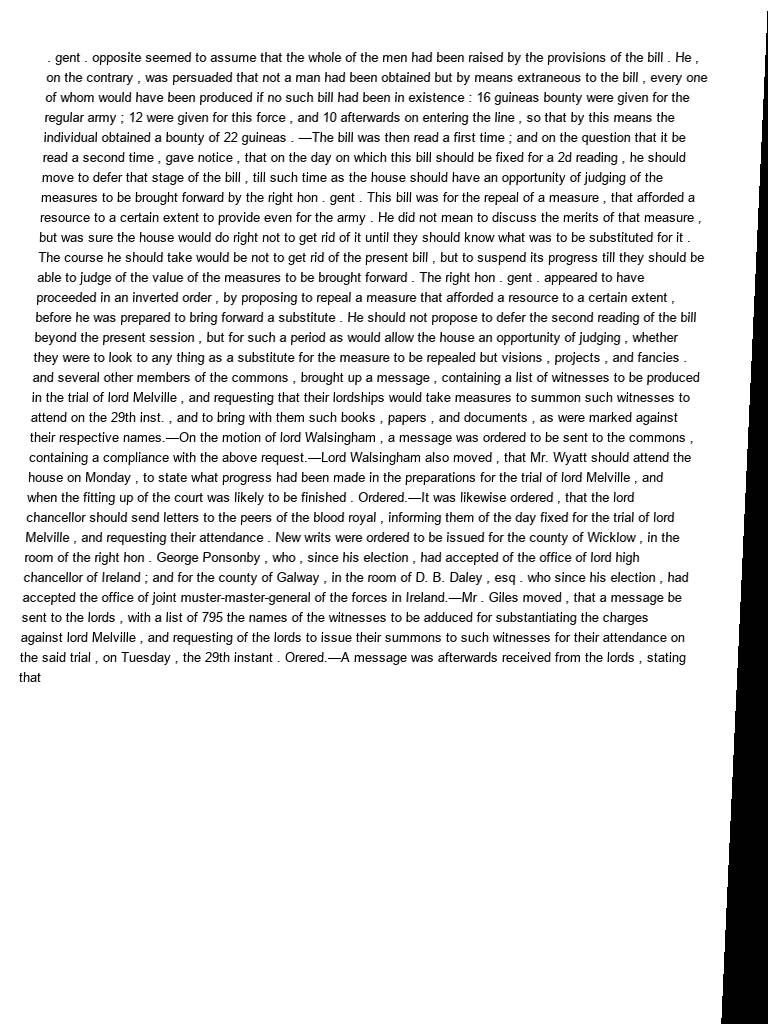 . gent . opposite seemed to assume that the whole of the men had been raised by the provisions of the bill . He ,
on the contrary , was persuaded that not a man had been obtained but by means extraneous to the bill , every one
of whom would have been produced if no such bill had been in existence : 16 guineas bounty were given for the
regular army ; 12 were given for this force , and 10 afterwards on entering the line , so that by this means the
individual obtained a bounty of 22 guineas . —The bill was then read a first time ; and on the question that it be
read a second time , gave notice , that on the day on which this bill should be fixed for a 2d reading , he should
move to defer that stage of the bill , till such time as the house should have an opportunity of judging of the
measures to be brought forward by the right hon . gent . This bill was for the repeal of a measure , that afforded a
resource to a certain extent to provide even for the army . He did not mean to discuss the merits of that measure ,
but was sure the house would do right not to get rid of it until they should know what was to be substituted for it .
The course he should take would be not to get rid of the present bill , but to suspend its progress till they should be
able to judge of the value of the measures to be brought forward . The right hon . gent . appeared to have
proceeded in an inverted order , by proposing to repeal a measure that afforded a resource to a certain extent ,
before he was prepared to bring forward a substitute . He should not propose to defer the second reading of the bill
beyond the present session , but for such a period as would allow the house an opportunity of judging , whether
they were to look to any thing as a substitute for the measure to be repealed but visions , projects , and fancies .
and several other members of the commons , brought up a message , containing a list of witnesses to be produced
in the trial of lord Melville , and requesting that their lordships would take measures to summon such witnesses to
attend on the 29th inst. , and to bring with them such books , papers , and documents , as were marked against
their respective names.—On the motion of lord Walsingham , a message was ordered to be sent to the commons ,
containing a compliance with the above request.—Lord Walsingham also moved , that Mr. Wyatt should attend the
house on Monday , to state what progress had been made in the preparations for the trial of lord Melville , and
when the fitting up of the court was likely to be finished . Ordered.—It was likewise ordered , that the lord
chancellor should send letters to the peers of the blood royal , informing them of the day fixed for the trial of lord
Melville , and requesting their attendance . New writs were ordered to be issued for the county of Wicklow , in the
room of the right hon . George Ponsonby , who , since his election , had accepted of the office of lord high
chancellor of Ireland ; and for the county of Galway , in the room of D. B. Daley , esq . who since his election , had
accepted the office of joint muster-master-general of the forces in Ireland.—Mr . Giles moved , that a message be
sent to the lords , with a list of 795 the names of the witnesses to be adduced for substantiating the charges
against lord Melville , and requesting of the lords to issue their summons to such witnesses for their attendance on
the said trial , on Tuesday , the 29th instant . Orered.—A message was afterwards received from the lords , stating
that